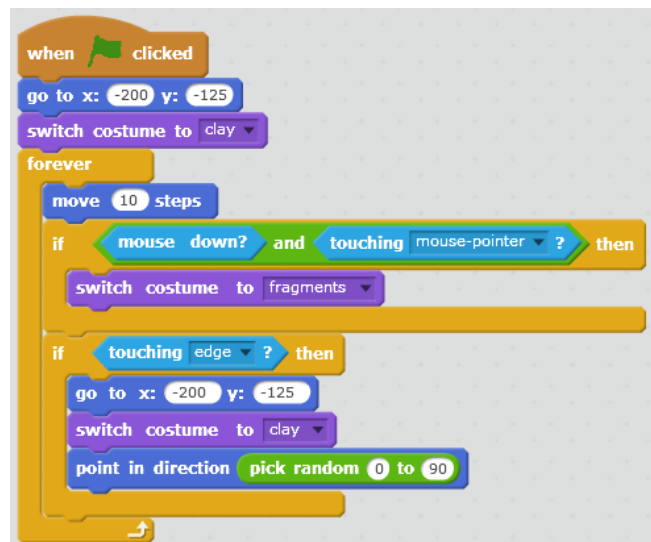 when clicked
go to x: -200 y: -125
switch costume to clay
forever
move 10 steps
if mouse down? and touching mouse-pointer ? then
switch costume to fragments
if touching edge ? then
go to x: -200 y: -125
switch costume to clay
point in direction pick random 0 to 90